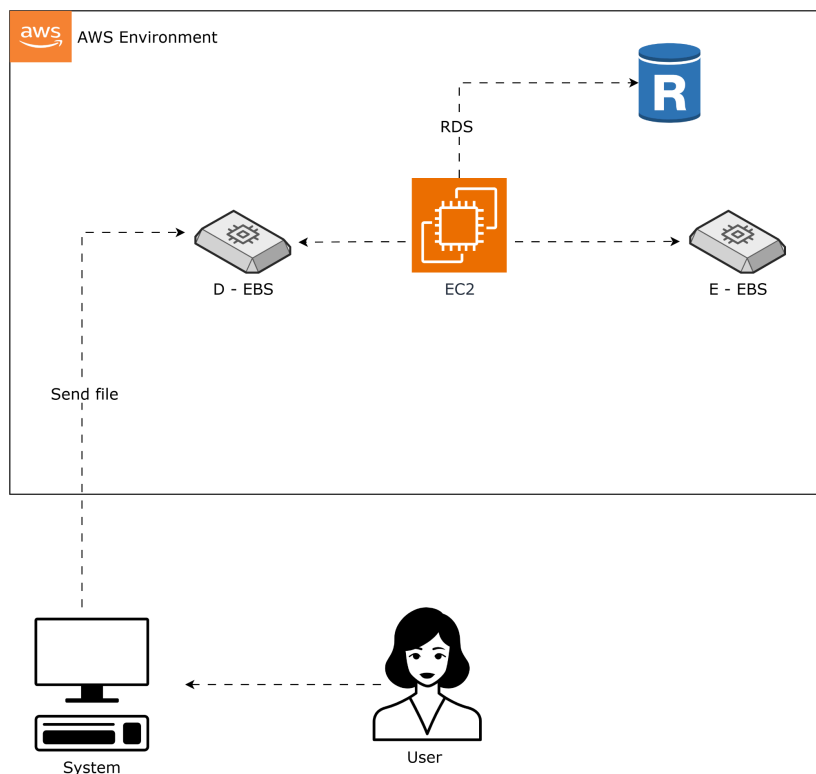 aws
AWS Environment
R
RDS
D - EBS
EC2
E - EBS
Send file
User
System